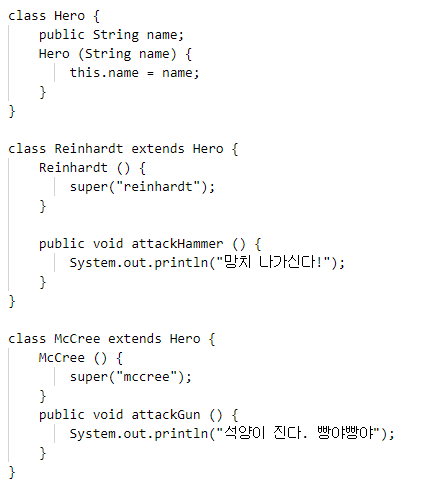 class Hero {
    public String name;
    Hero (String name) {
        this.name = name;
    }
}

class Reinhardt extends Hero {
    Reinhardt () {
        super("reinhardt");
    }

    public void attackHammer () {
        System.out.println("망치 나가신다!");
    }
}

class McCree extends Hero {
    McCree () {
        super("mccree");
    }
    public void attackGun () {
        System.out.println("석양이 진다. 빵야빵야");
    }
}